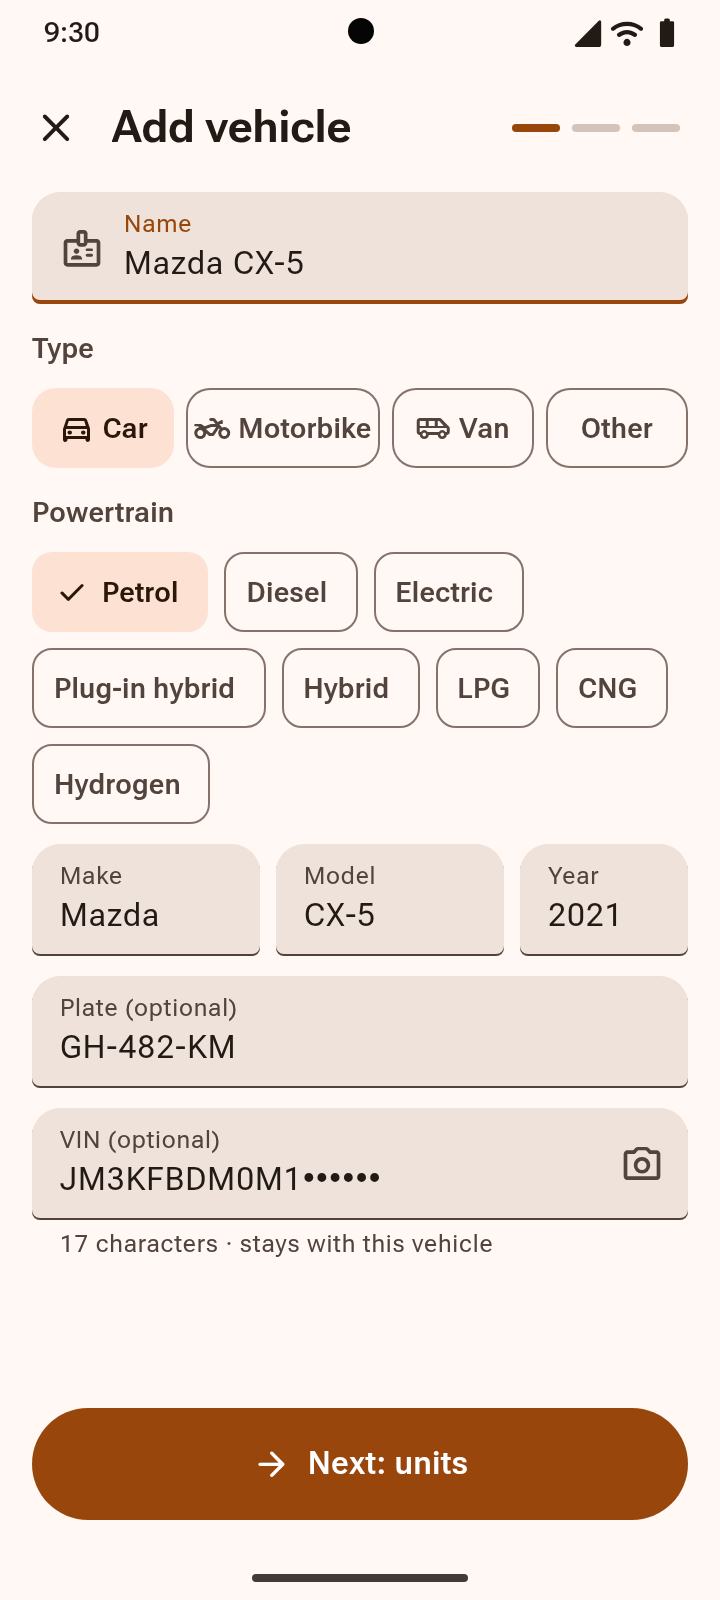 9:30
Add vehicle
Name
Mazda CX-5
Type
Car Motorbike Van Other
Powertrain
Petrol Diesel Electric
Plug-in hybrid Hybrid LPG CNG
Hydrogen
Make Model Year
Mazda CX-5 2021
Plate (optional)
GH-482-KM
VIN (optional)
JM3KFBDM0M1••••••
17 characters · stays with this vehicle
Next: units